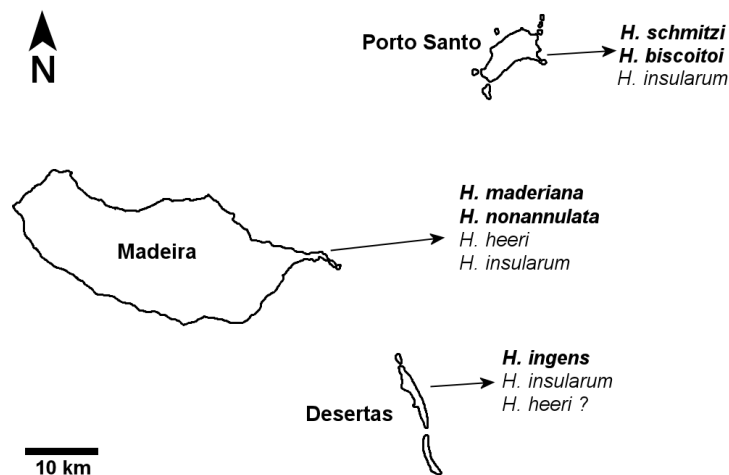 N
Porto Santo
H. schmitzi
H. biscoitoi
H. insularum
Madeira
H. maderiana
H. nonannulata
H. heeri
H. insularum
Desertas
H. ingens
H. insularum
H. heeri ?
10 km